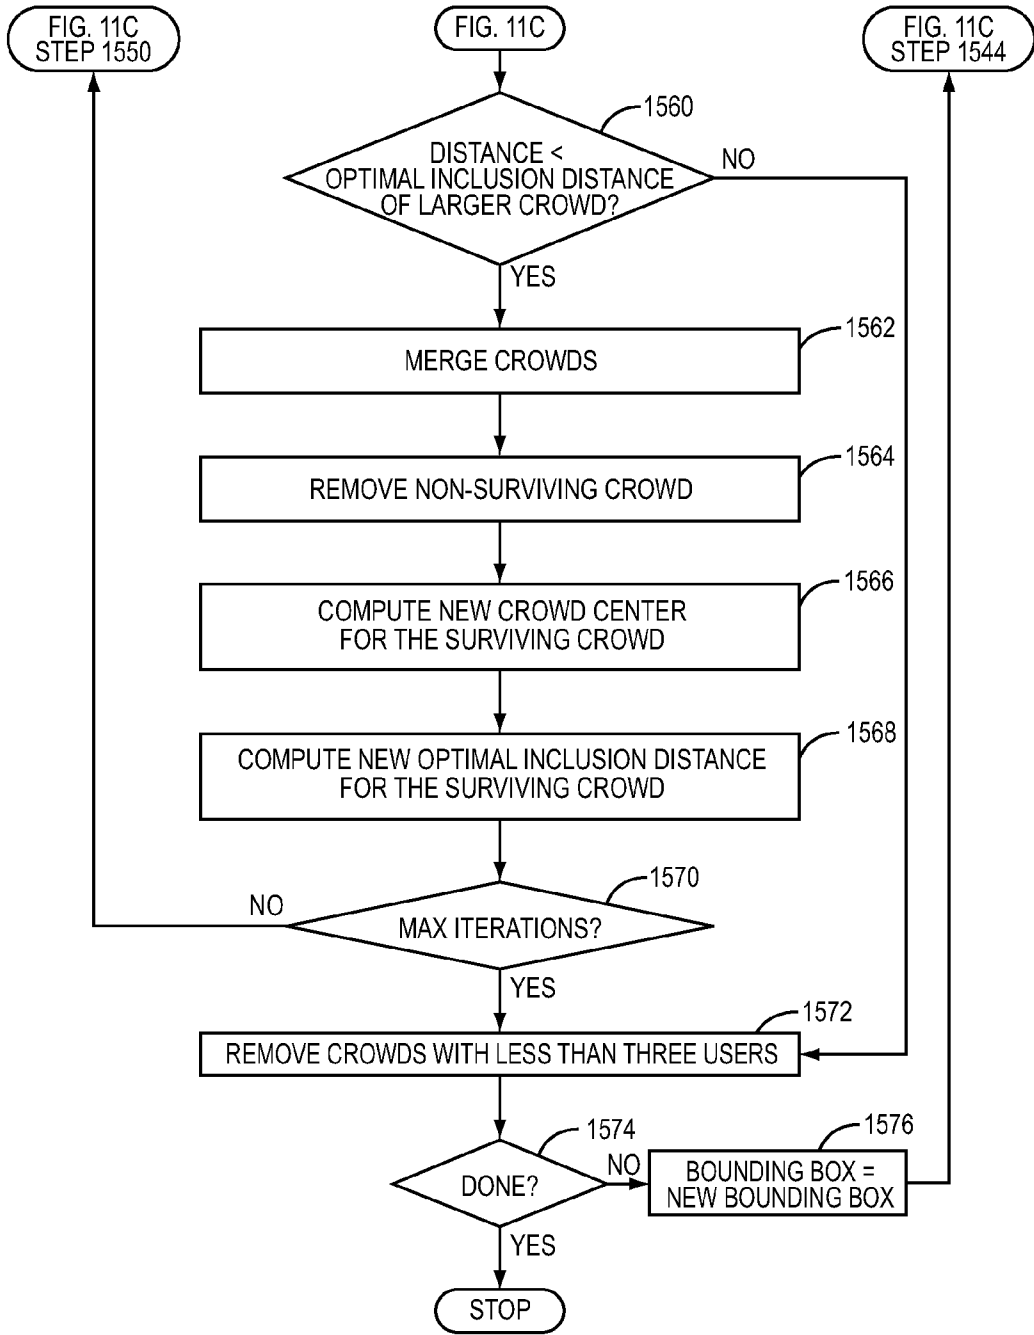 FIG. 11C
STEP 1550
FIG. 11C
FIG. 11C
STEP 1544
1560
DISTANCE <
OPTIMAL INCLUSION DISTANCE
OF LARGER CROWD?
NO
YES
1562
MERGE CROWDS
1564
REMOVE NON-SURVIVING CROWD
1566
COMPUTE NEW CROWD CENTER
FOR THE SURVIVING CROWD
1568
COMPUTE NEW OPTIMAL INCLUSION DISTANCE
FOR THE SURVIVING CROWD
1570
NO
MAX ITERATIONS?
YES
1572
REMOVE CROWDS WITH LESS THAN THREE USERS
1574
1576
DONE?
NO
BOUNDING BOX =
NEW BOUNDING BOX
YES
STOP